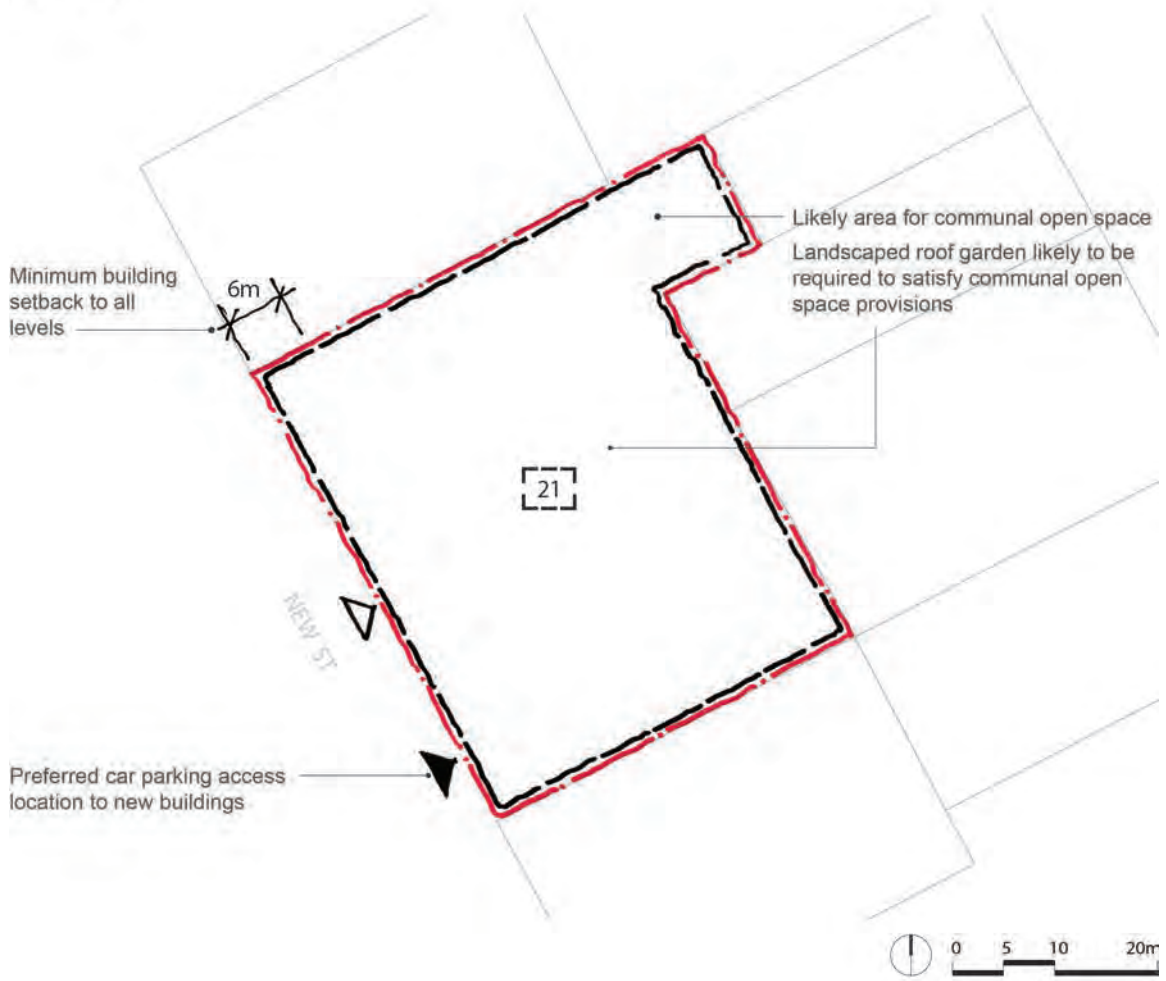 Likely area for communal open space
Landscaped roof garden likely to be
required to satisfy communal open
space provisions
Minimum building
setback to all
levels
6m
21
NEW ST
Preferred car parking access
location to new buildings
0 5 10 20m